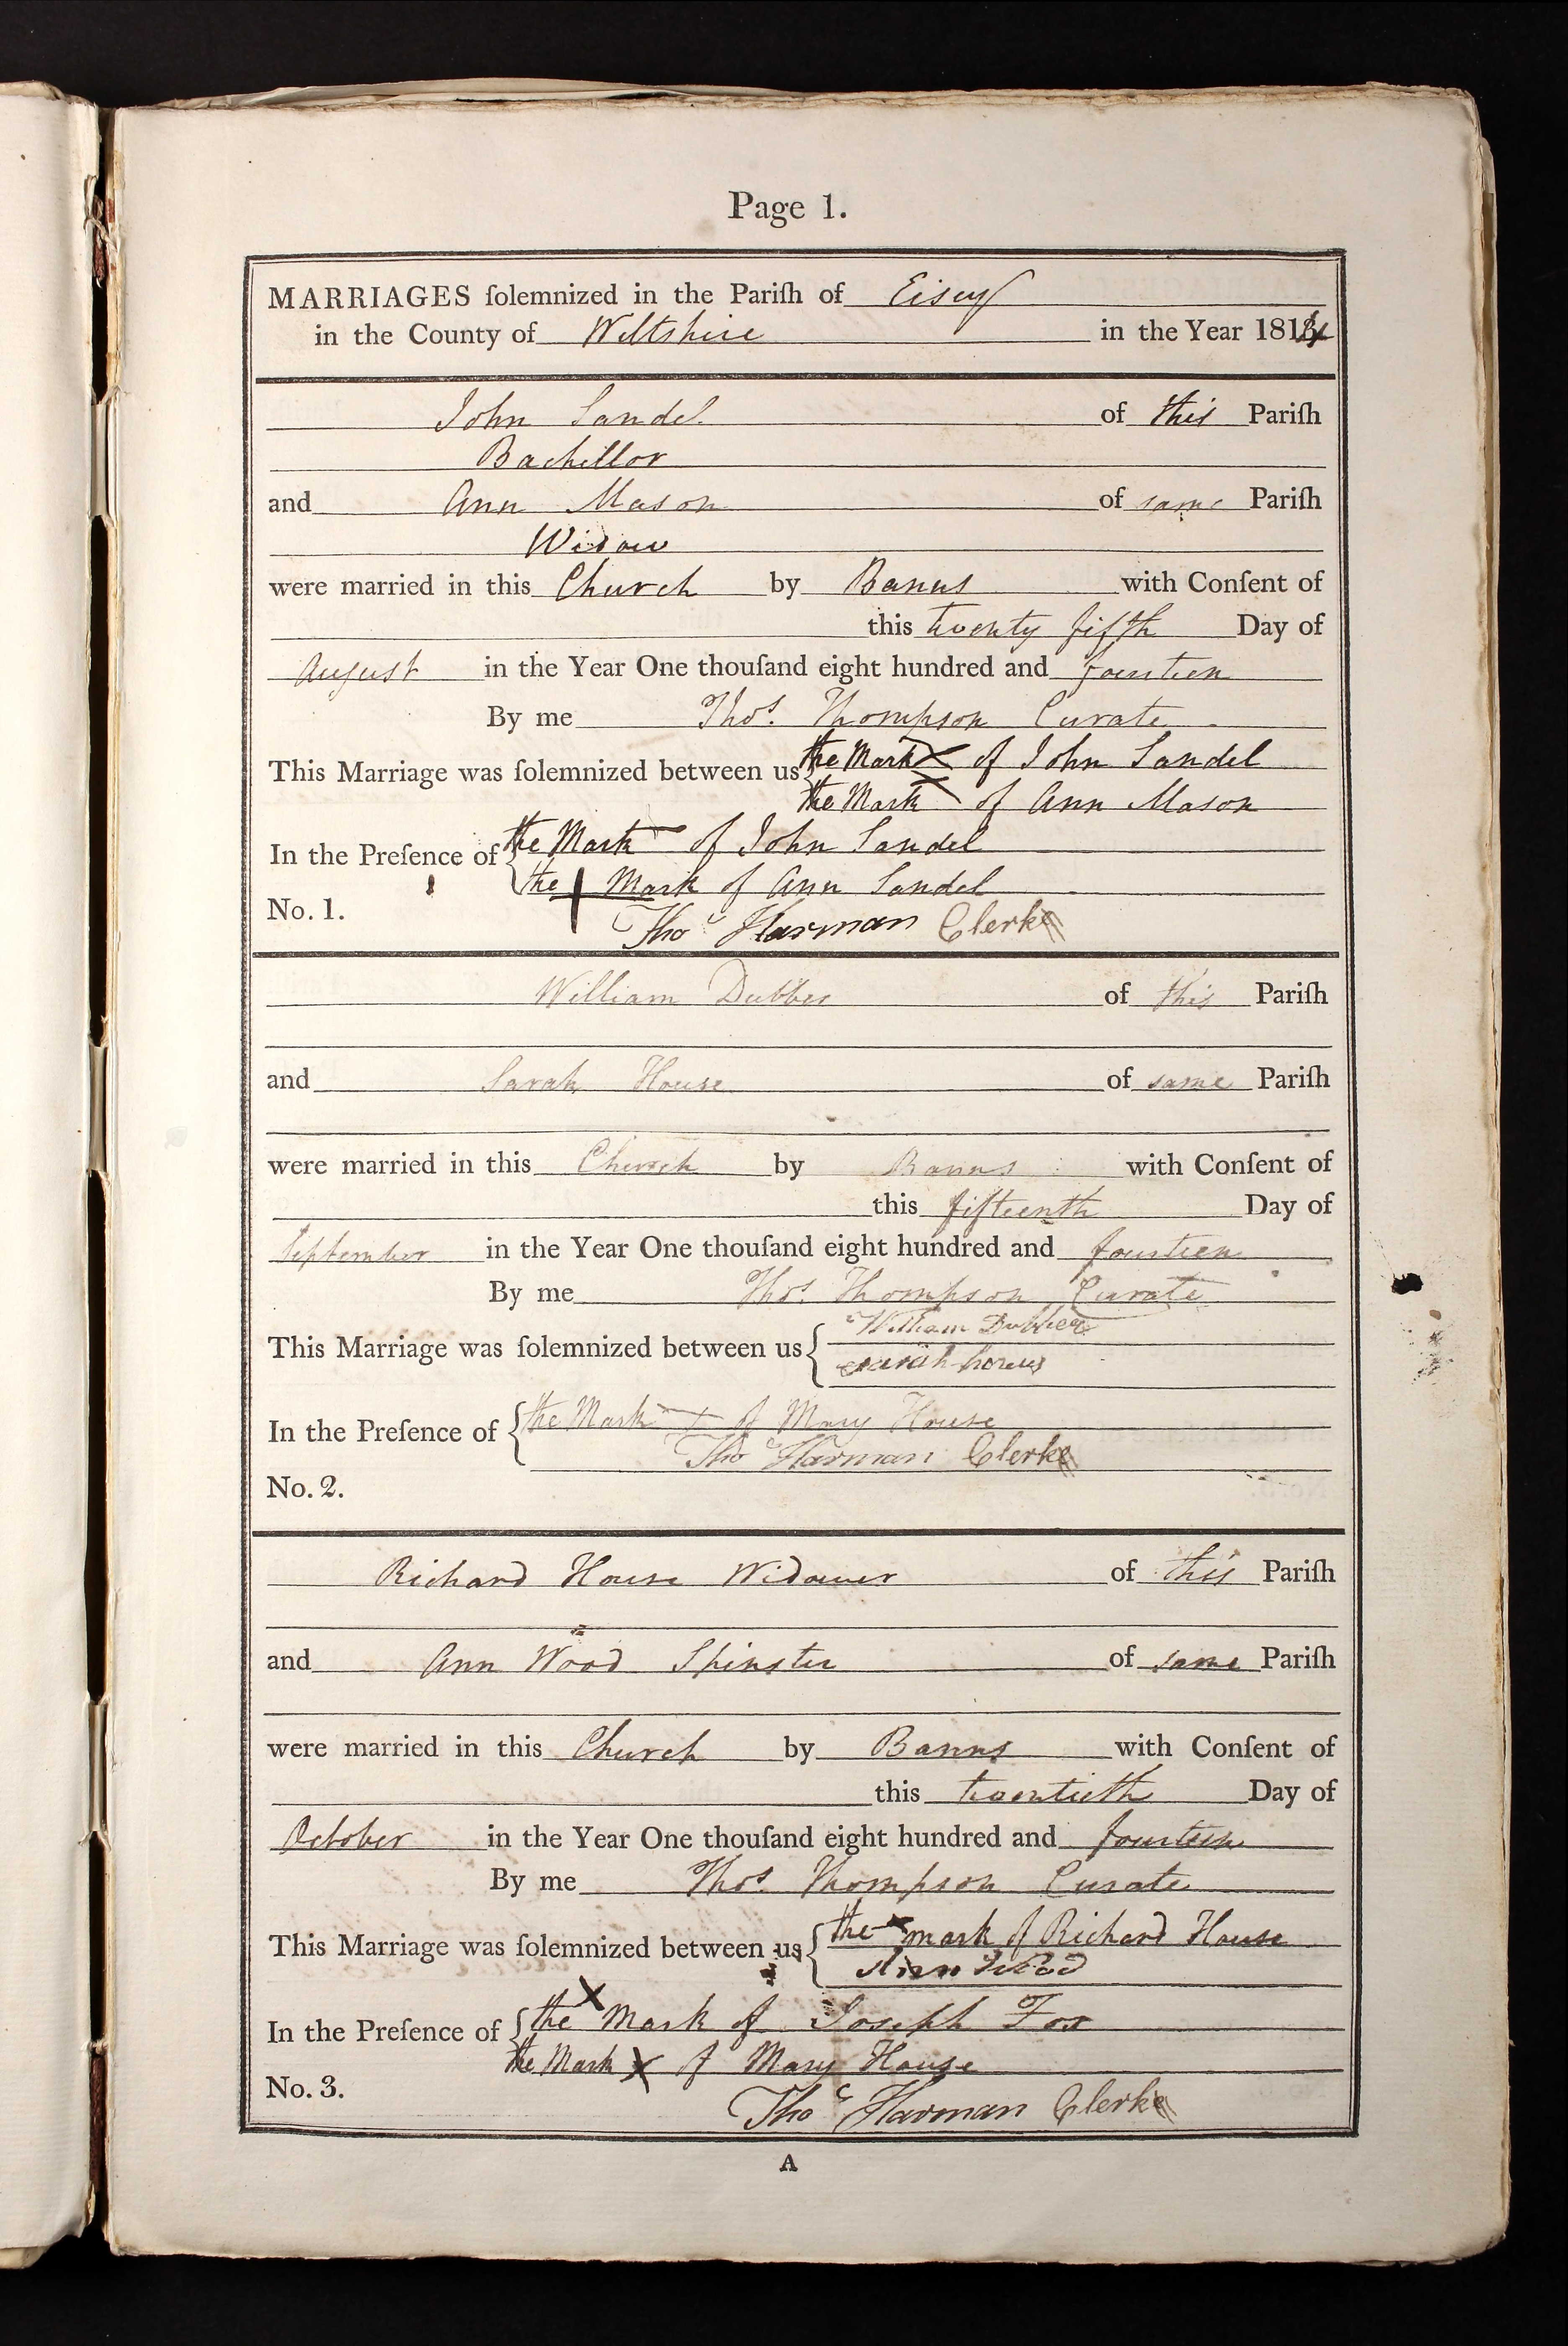 Page 1.
MARRIAGES ſolemnized in the Pariſh of Eisey
in the County of Wiltshire in the Year 1814
John Sandel of this Pariſh
Bachellor
and Ann Mason of same Pariſh
Widow
were married in this Church by Banns with Conſent of
this twenty fifth Day of
August in the Year One thouſand eight hundred and fourteen
By me Thos. Thompson Curate
This Marriage was ſolemnized between us the Mark X of John Sandel
the Mark X of Ann Mason
In the Preſence of the Mark of John Sandel
the + Mark of Ann Sandel
No. 1.
Thos Harman Clerke
William Dubber of this Pariſh
and Sarah House of same Pariſh
were married in this Church by Banns with Conſent of
this fifteenth Day of
September in the Year One thouſand eight hundred and fourteen
By me Thos. Thompson Curate
This Marriage was ſolemnized between us William Dubber
Sarah
In the Preſence of the Mark + of Mary House
Thos Harman Clerke
No. 2.
Richard House Widower of this Pariſh
and Ann Wood Spinster of same Pariſh
were married in this Church by Banns with Conſent of
this twentieth Day of
October in the Year One thouſand eight hundred and fourteen
By me Thos. Thompson Curate
This Marriage was ſolemnized between us the x mark of Richard House
Ann Wood
In the Preſence of the X Mark of Joseph Fox
the Mark X of Mary House
No. 3.
Thos Harman Clerke
A